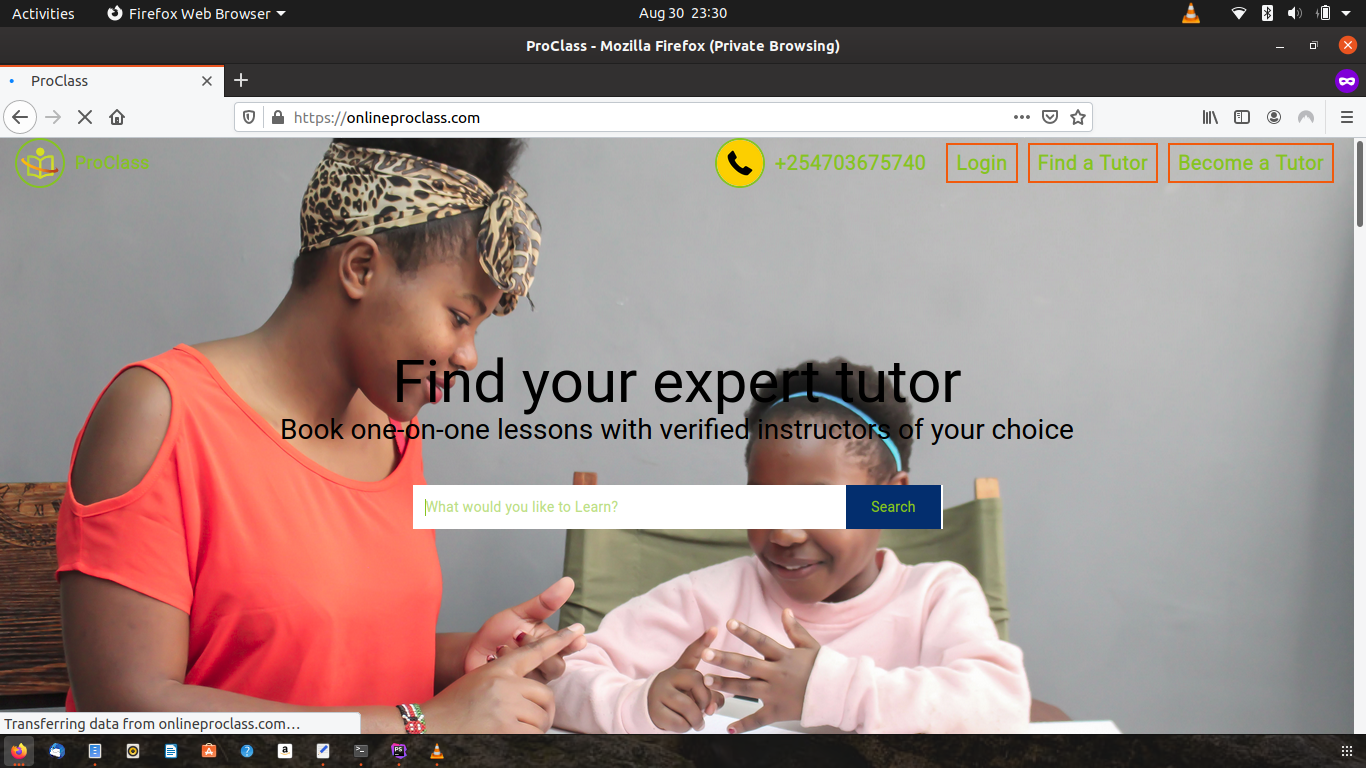 Activities
Firefox Web Browser
Aug 30 23:30
ProClass - Mozilla Firefox (Private Browsing)
ProClass
https://onlineproclass.com
ProClass
+254703675740
Login
Find a Tutor
Become a Tutor
Find your expert tutor
Book one-on-one lessons with verified instructors of your choice
What would you like to Learn?
Search
Transferring data from onlineproclass.com…